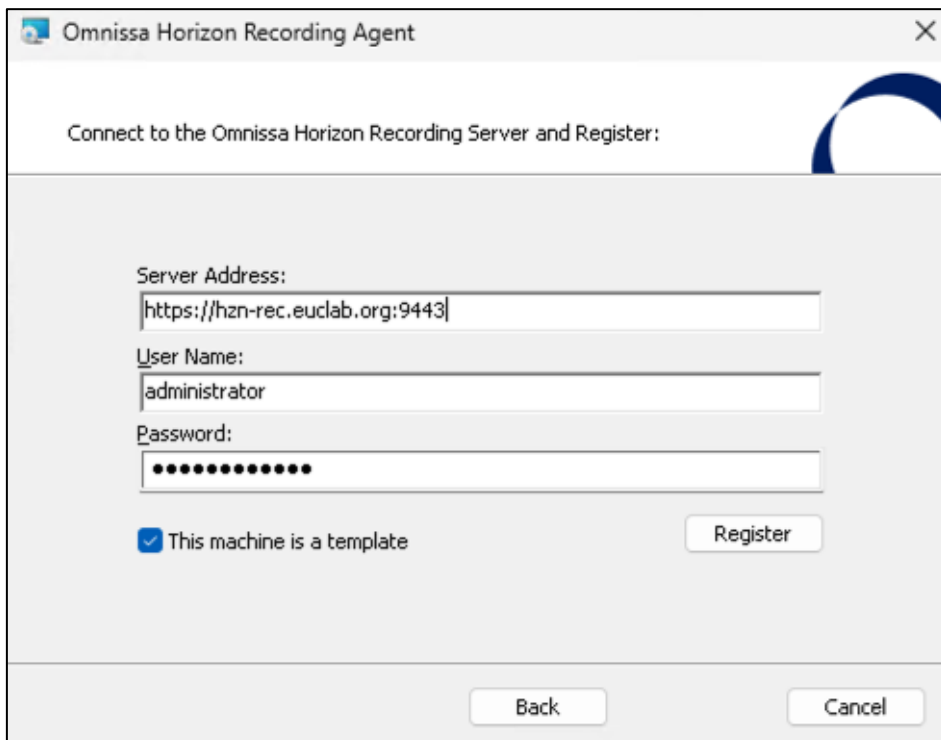 Omnissa Horizon Recording Agent
Connect to the Omnissa Horizon Recording Server and Register:
Server Address:
https://hzn-rec.euclab.org:9443
User Name:
administrator
Password:
●●●●●●●●●●●●
This machine is a template
Register
Back
Cancel